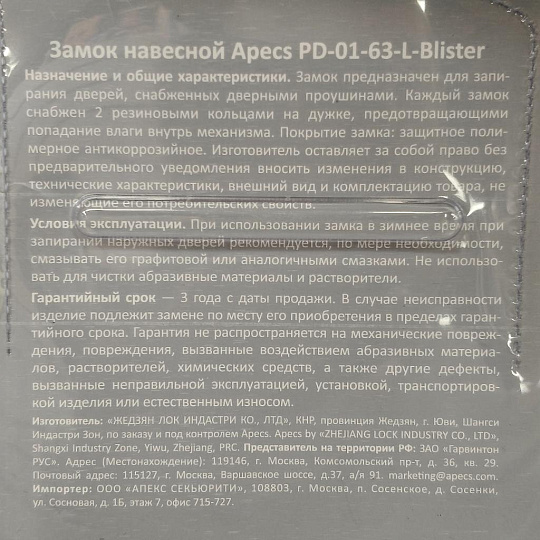 Замок навесной Apecs PD-01-63-L-Blister
Назначение и общие характеристики. Замок предназначен для запи-
рания дверей, снабженных дверными проушинами. Каждый замок
снабжен 2 резиновыми кольцами на дужке, предотвращающими
попадание влаги внутрь механизма. Покрытие замка: защитное поли-
мерное антикоррозийное. Изготовитель оставляет за собой право без
предварительного уведомления вносить изменения в конструкцию,
технические характеристики, внешний вид и комплектацию товара, не
изменяющие его потребительских свойств.
Условия эксплуатации. При использовании замка в зимнее время при
запирании наружных дверей рекомендуется, по мере необходимости,
смазывать его графитовой или аналогичными смазками. Не использо-
вать для чистки абразивные материалы и растворители.
Гарантийный срок — 3 года с даты продажи. В случае неисправности
изделие подлежит замене по месту его приобретения в пределах гаран-
тийного срока. Гарантия не распространяется на механические повреж-
дения, повреждения, вызванные воздействием абразивных материа-
лов, растворителей, химических средств, а также другие дефекты,
вызванные неправильной эксплуатацией, установкой, транспортиров-
кой изделия или естественным износом.
Изготовитель: «ЖЕДЗЯН ЛОК ИНДАСТРИ КО., ЛТД», КНР, провинция Жедзян, г. Юви, Шангси
Индастри Зон, по заказу и под контролем Apecs. Apecs by «ZHEJIANG LOCK INDUSTRY CO., LTD»,
Shangxi Industry Zone, Yiwu, Zhejiang, PRC. Представитель на территории РФ: ЗАО «Гарвинтон
РУС». Адрес (Местонахождение): 119146, г. Москва, Комсомольский пр-т, д. 36, кв. 29.
Почтовый адрес: 115127, г. Москва, Варшавское шоссе, д.37, а/я 91. marketing@apecs.com.
Импортер: ООО «АПЕКС СЕКЬЮРИТИ», 108803, г. Москва, п. Сосенское, д. Сосенки,
ул. Сосновая, д. 1Б, этаж 7, офис 715-727.